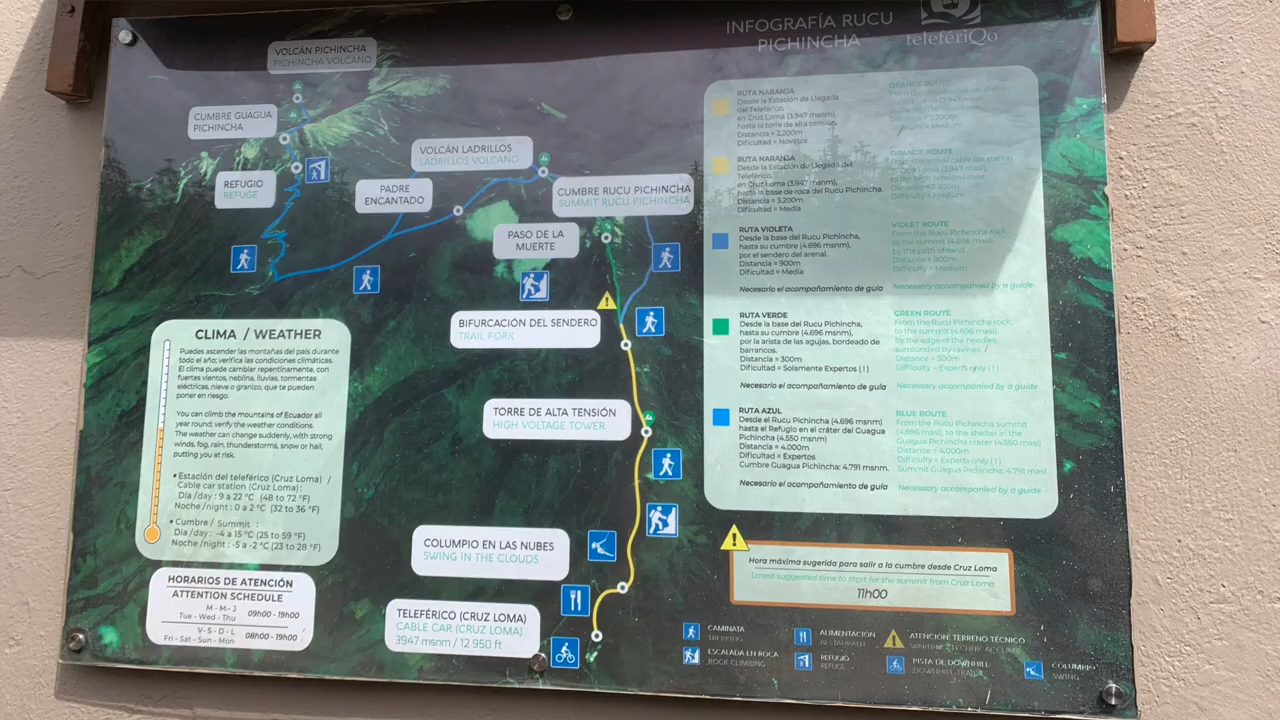 INFOGRAFÍA RUCU
PICHINCHA
telefériQo
VOLCÁN PICHINCHA
PICHINCHA VOLCANO
CUMBRE GUAGUA
PICHINCHA
REFUGIO
REFUGE
VOLCÁN LADRILLOS
LADRILLOS VOLCANO
PADRE
ENCANTADO
CUMBRE RUCU PICHINCHA
SUMMIT RUCU PICHINCHA
PASO DE LA
MUERTE
BIFURCACIÓN DEL SENDERO
TRAIL FORK
TORRE DE ALTA TENSIÓN
HIGH VOLTAGE TOWER
COLUMPIO EN LAS NUBES
SWING IN THE CLOUDS
TELEFÉRICO (CRUZ LOMA)
CABLE CAR (CRUZ LOMA)
3947 msnm / 12 950 ft
CLIMA / WEATHER
Puedes ascender las montañas del país durante
todo el año; verifica las condiciones climáticas.
El clima puede cambiar repentinamente, con
fuertes vientos, neblina, lluvias, tormentas
eléctricas, nieve o granizo, que te pueden
poner en riesgo.
You can climb the mountains of Ecuador all
year round; verify the weather conditions.
The weather can change suddenly, with strong
winds, fog, rain, thunderstorms, snow or hail,
putting you at risk.
• Estación del teleférico (Cruz Loma) /
Cable car station (Cruz Loma):
Día/day : 9 a 22 °C (48 to 72 °F)
Noche/night : 0 a 2 °C (32 to 36 °F)
• Cumbre / Summit :
Día/day: -4 a 15 °C (25 to 59 °F)
Noche/night : -5 a -2 °C (23 to 28 °F)
HORARIOS DE ATENCIÓN
ATTENTION SCHEDULE
M - M - J
Tue - Wed - Thu
09h00 - 19h00
V - S - D - L
Fri - Sat - Sun - Mon
08h00 - 19h00
RUTA NARANJA
Desde la Estación de Llegada
del Teleférico,
en Cruz Loma (3.947 msnm),
hasta la torre de alta tensión.
Distancia = 2.200m
Dificultad = Novatos
ORANGE ROUTE
From the arrival cable car station
Distance = 2.200m
Medium
RUTA NARANJA
Desde la Estación de Llegada del
Teleférico,
en Cruz Loma (3.947 msnm),
hasta la base de roca del Rucu Pichincha.
Distancia = 3.200m
Dificultad = Media
ORANGE ROUTE
From the arrival cable car station
RUTA VIOLETA
Desde la base del Rucu Pichincha,
hasta su cumbre (4.696 msnm),
por el sendero del arenal.
Distancia = 900m
Dificultad = Media
Necesario el acompañamiento de guía
VIOLET ROUTE
From the Rucu Pichincha rock,
to the summit (4.696 masl)
by the path of sand.
Distance = 900m
Difficulty = Medium
Necessary accompanied by a guide
RUTA VERDE
Desde la base del Rucu Pichincha,
hasta su cumbre (4.696 msnm),
por la arista de las agujas, bordeado de
barrancos.
Distancia = 300m
Dificultad = Solamente Expertos (!)
Necesario el acompañamiento de guía
GREEN ROUTE
From the Rucu Pichincha rock,
to the summit (4.696 masl),
by the edge of the needles,
surrounded by ravines.
Distance = 300m
Difficulty = Experts only (!)
Necessary accompanied by a guide
RUTA AZUL
Desde el Rucu Pichincha (4.696 msnm)
hasta el Refugio en el cráter del Guagua
Pichincha (4.550 msnm)
Distancia = 4.000m
Dificultad = Expertos
Cumbre Guagua Pichincha: 4.791 msnm.
Necesario el acompañamiento de guía
BLUE ROUTE
From the Rucu Pichincha summit
(4.696 masl), to the shelter in the
Guagua Pichincha crater (4.550 masl)
Distance = 4.000m
Difficulty = Experts only (!)
Summit Guagua Pichincha: 4.791 masl
Necessary accompanied by a guide
Hora máxima sugerida para salir a la cumbre desde Cruz Loma
Latest suggested time to start for the summit from Cruz Loma
11h00
CAMINATA
TREKKING
ESCALADA EN ROCA
ROCK CLIMBING
ALIMENTACIÓN
RESTAURANT
REFUGIO
REFUGE
ATENCIÓN: TERRENO TÉCNICO
PISTA DE DOWNHILL
COLUMPIO
SWING